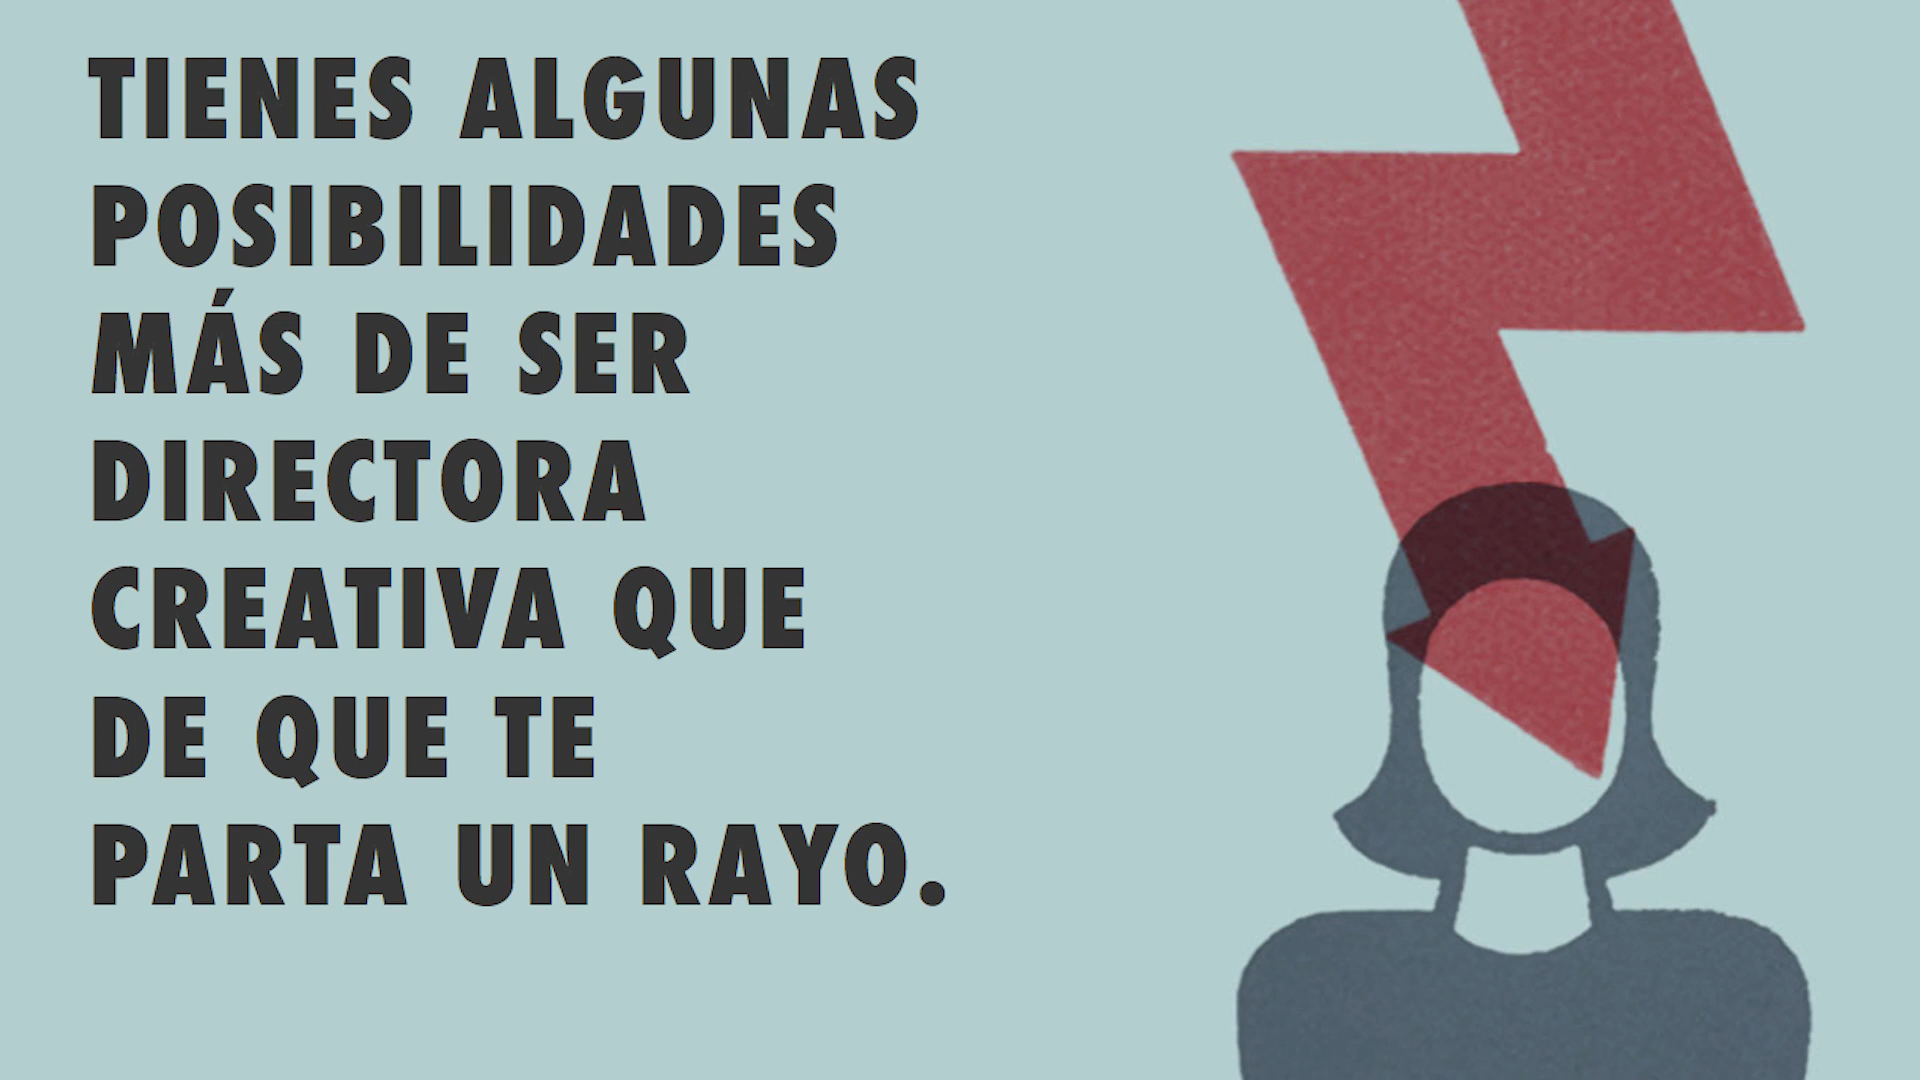 TIENES ALGUNAS
POSIBILIDADES
MÁS DE SER
DIRECTORA
CREATIVA QUE
DE QUE TE
PARTA UN RAYO.